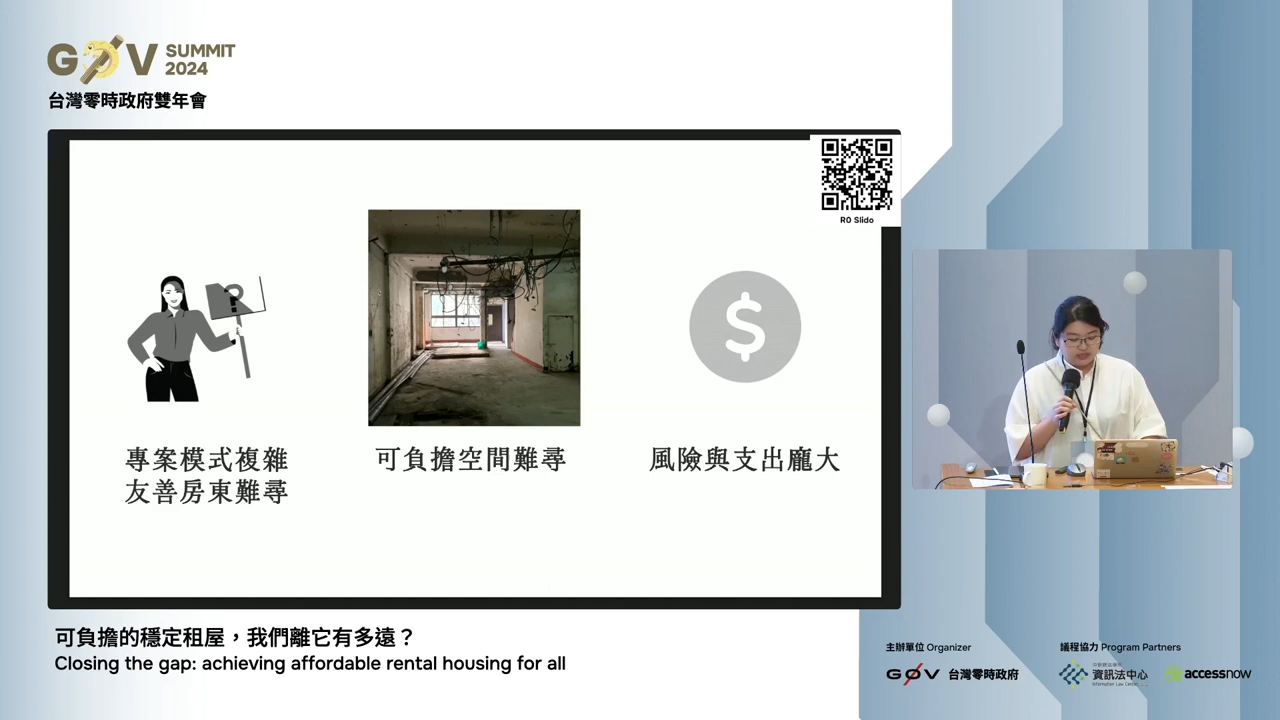 G0V SUMMIT
2024
台灣零時政府雙年會
R0 Slido
?
$
專案模式複雜
友善房東難尋
可負擔空間難尋
風險與支出龐大
可負擔的穩定租屋，我們離它有多遠？
Closing the gap: achieving affordable rental housing for all
主辦單位 Organizer
G0V 台灣零時政府
議程協力 Program Partners
資訊法中心
Information Law Center
accessnow